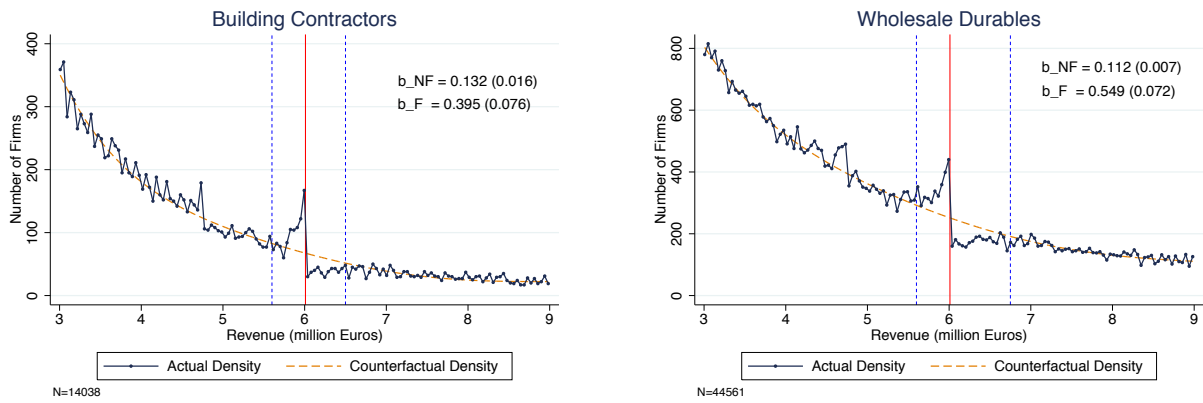 Building Contractors
400
300
200
100
0
Number of Firms
b_NF = 0.132 (0.016)
b_F = 0.395 (0.076)
3 4 5 6 7 8 9
Revenue (million Euros)
Actual Density Counterfactual Density
N=14038
Wholesale Durables
800
600
400
200
0
Number of Firms
b_NF = 0.112 (0.007)
b_F = 0.549 (0.072)
3 4 5 6 7 8 9
Revenue (million Euros)
Actual Density Counterfactual Density
N=44561